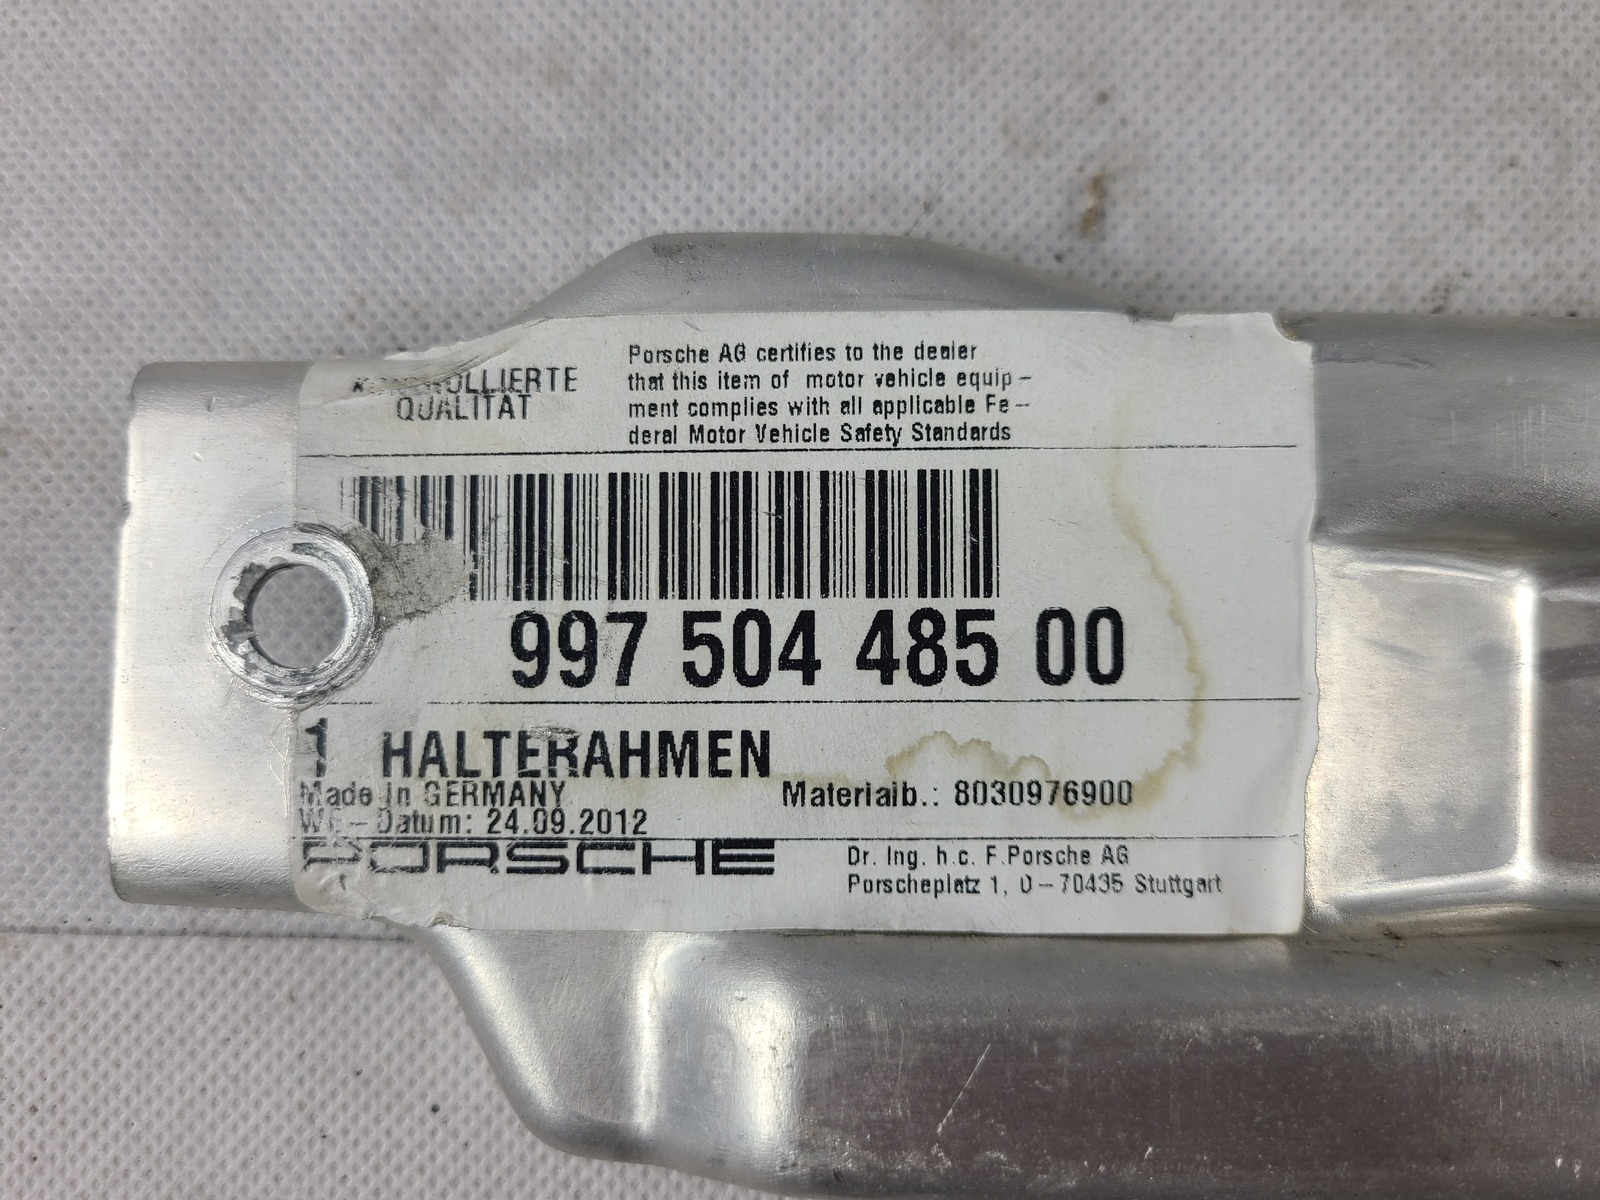 KONTROLLIERTE
QUALITAT
Porsche AG certifies to the dealer
that this item of motor vehicle equip-
ment complies with all applicable Fe-
deral Motor Vehicle Safety Standards
997 504 485 00
1 HALTERAHMEN
Made in GERMANY
Materialb.: 8030976900
WE-Datum: 24.09.2012
PORSCHE
Dr. Ing. h.c. F.Porsche AG
Porscheplatz 1, D-70435 Stuttgart